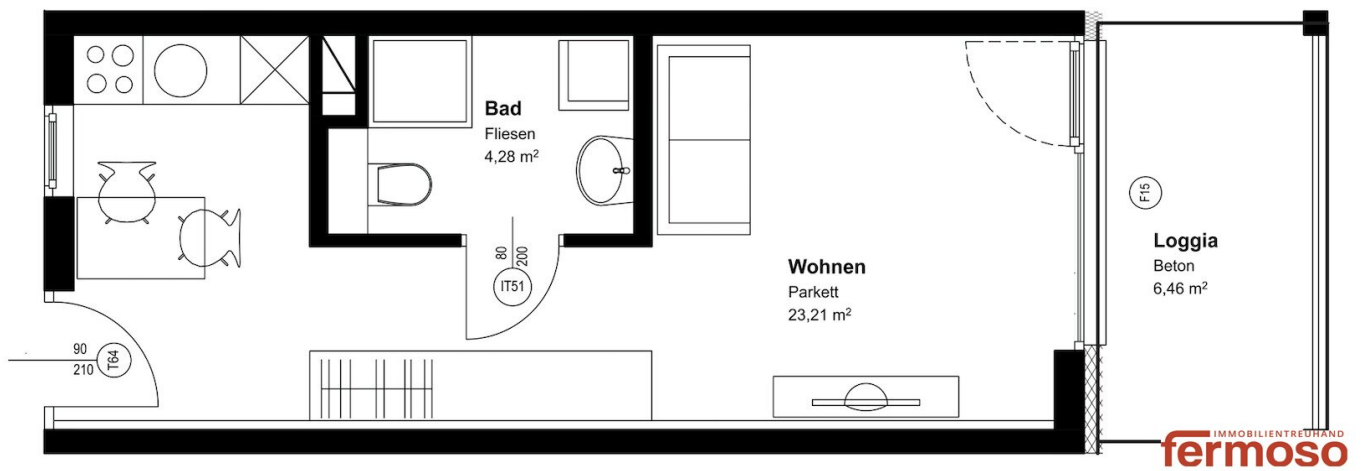 Bad
Fliesen
4,28 m²
80
200
IT51
Wohnen
Parkett
23,21 m²
F15
Loggia
Beton
6,46 m²
90
210
T64
IMMOBILIENTREUHAND
fermoso